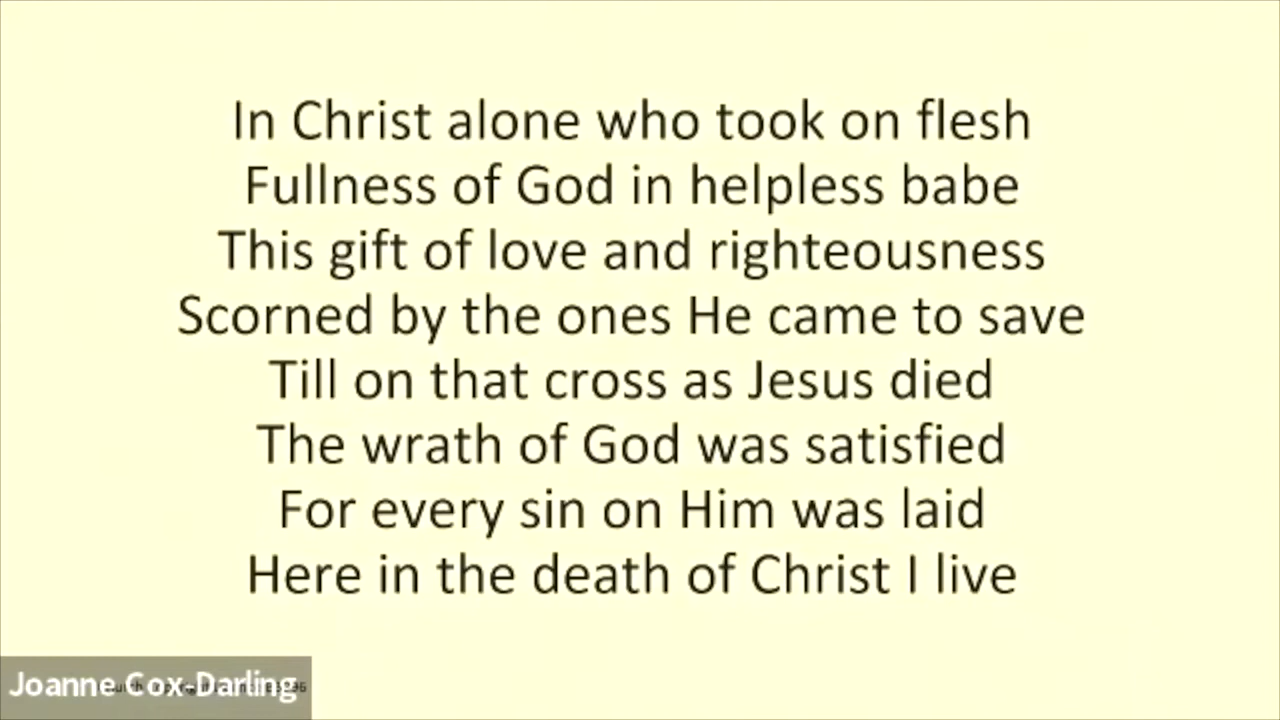 In Christ alone who took on flesh
Fullness of God in helpless babe
This gift of love and righteousness
Scorned by the ones He came to save
Till on that cross as Jesus died
The wrath of God was satisfied
For every sin on Him was laid
Here in the death of Christ I live
Joanne Cox-Darling